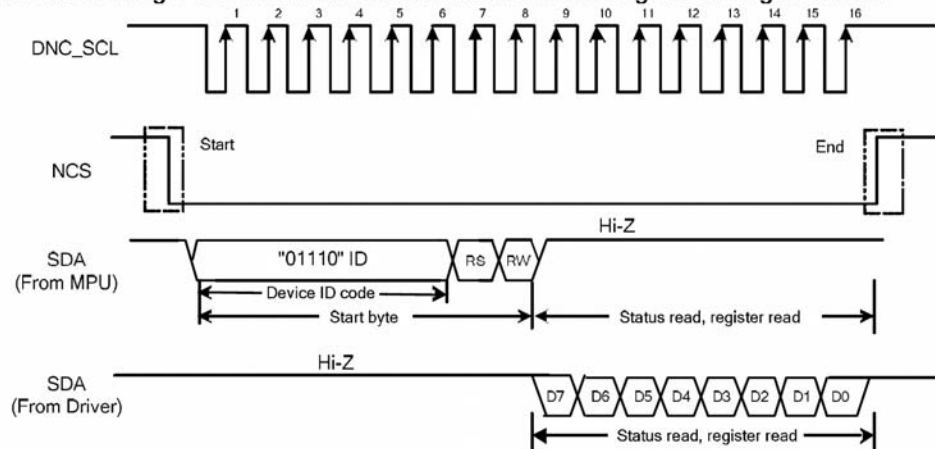 1 2 3 4 5 6 7 8 9 10 11 12 13 14 15 16
DNC_SCL
Start
End
NCS
Hi-Z
SDA
(From MPU)
"01110" ID
RS
RW
Device ID code
Start byte
Status read, register read
Hi-Z
SDA
(From Driver)
D7 D6 D5 D4 D3 D2 D1 D0
Status read, register read